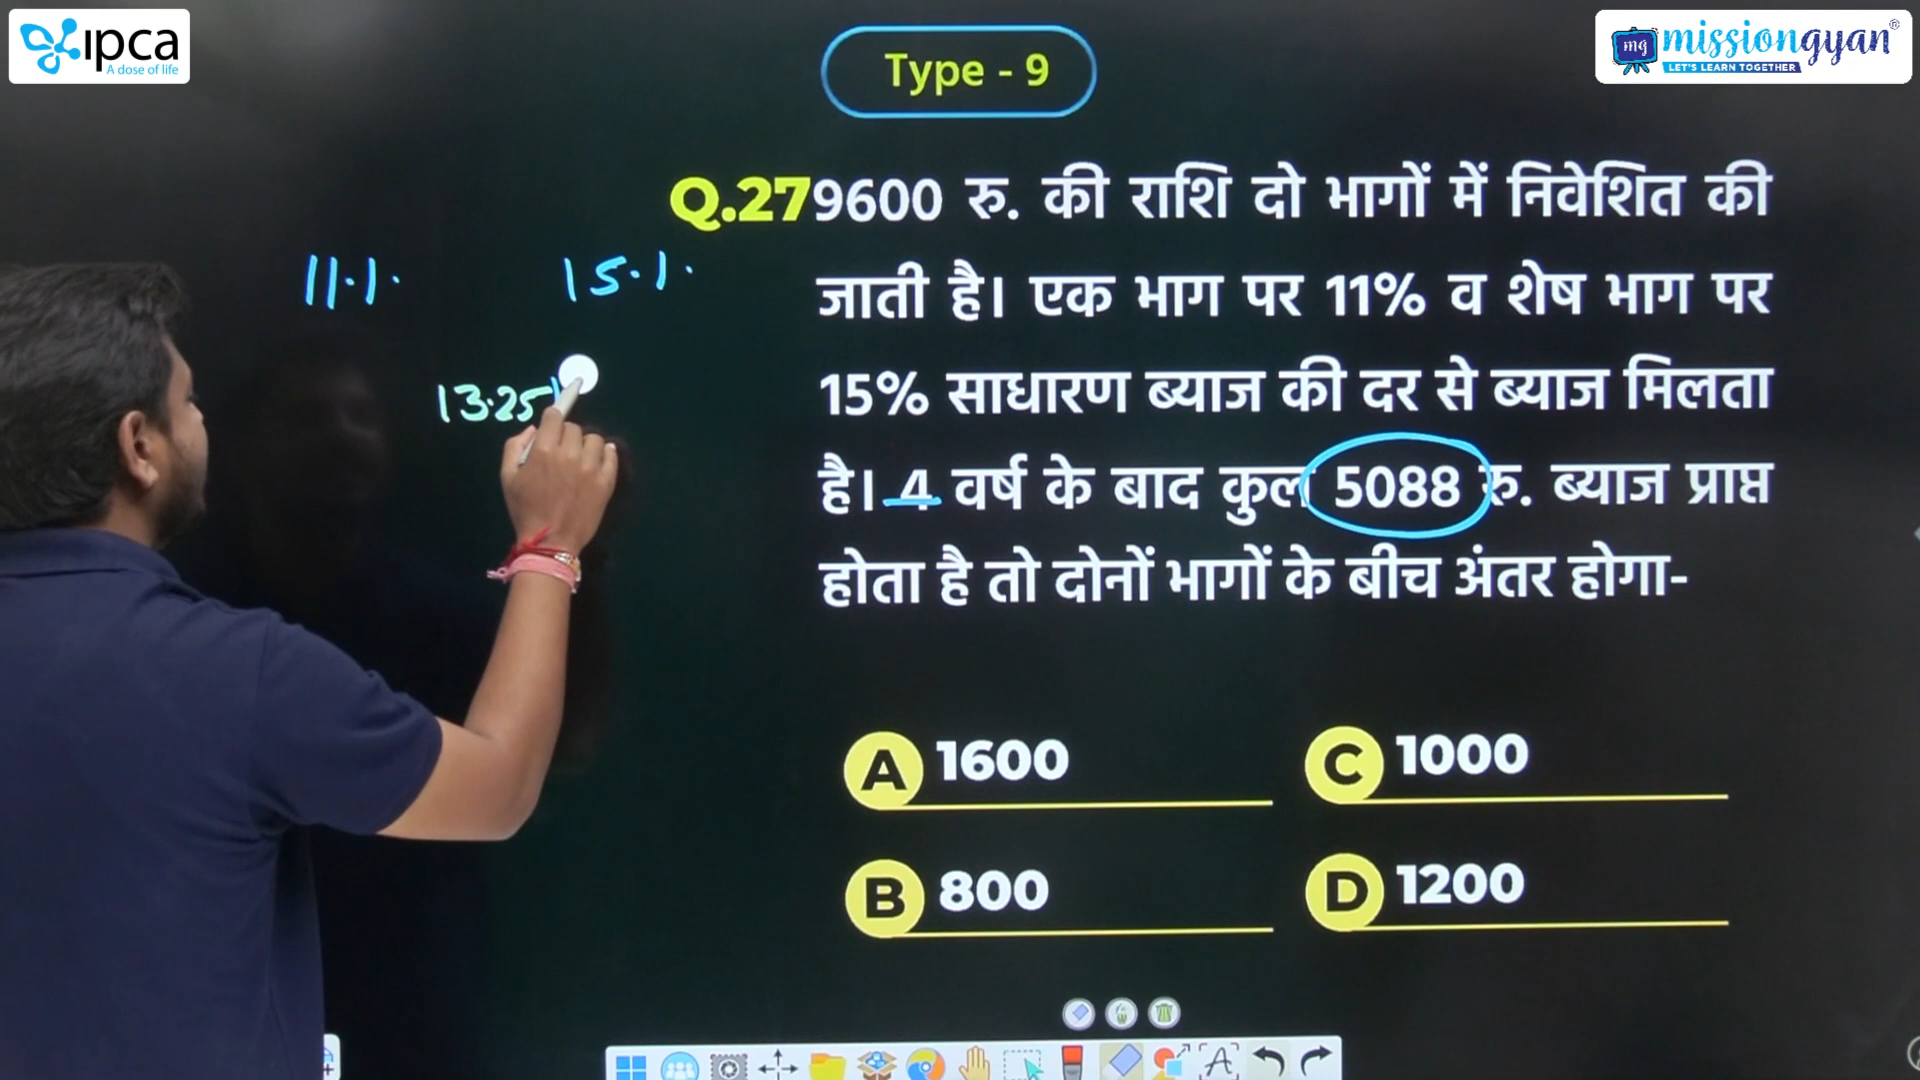 ipca
A dose of life
missiongyan
LET'S LEARN TOGETHER
Type - 9
Q.27 9600 रु. की राशि दो भागों में निवेशित की
जाती है। एक भाग पर 11% व शेष भाग पर
15% साधारण ब्याज की दर से ब्याज मिलता
है। 4 वर्ष के बाद कुल 5088 रु. ब्याज प्राप्त
होता है तो दोनों भागों के बीच अंतर होगा-
11% 15%
13.25
A 1600
C 1000
B 800
D 1200